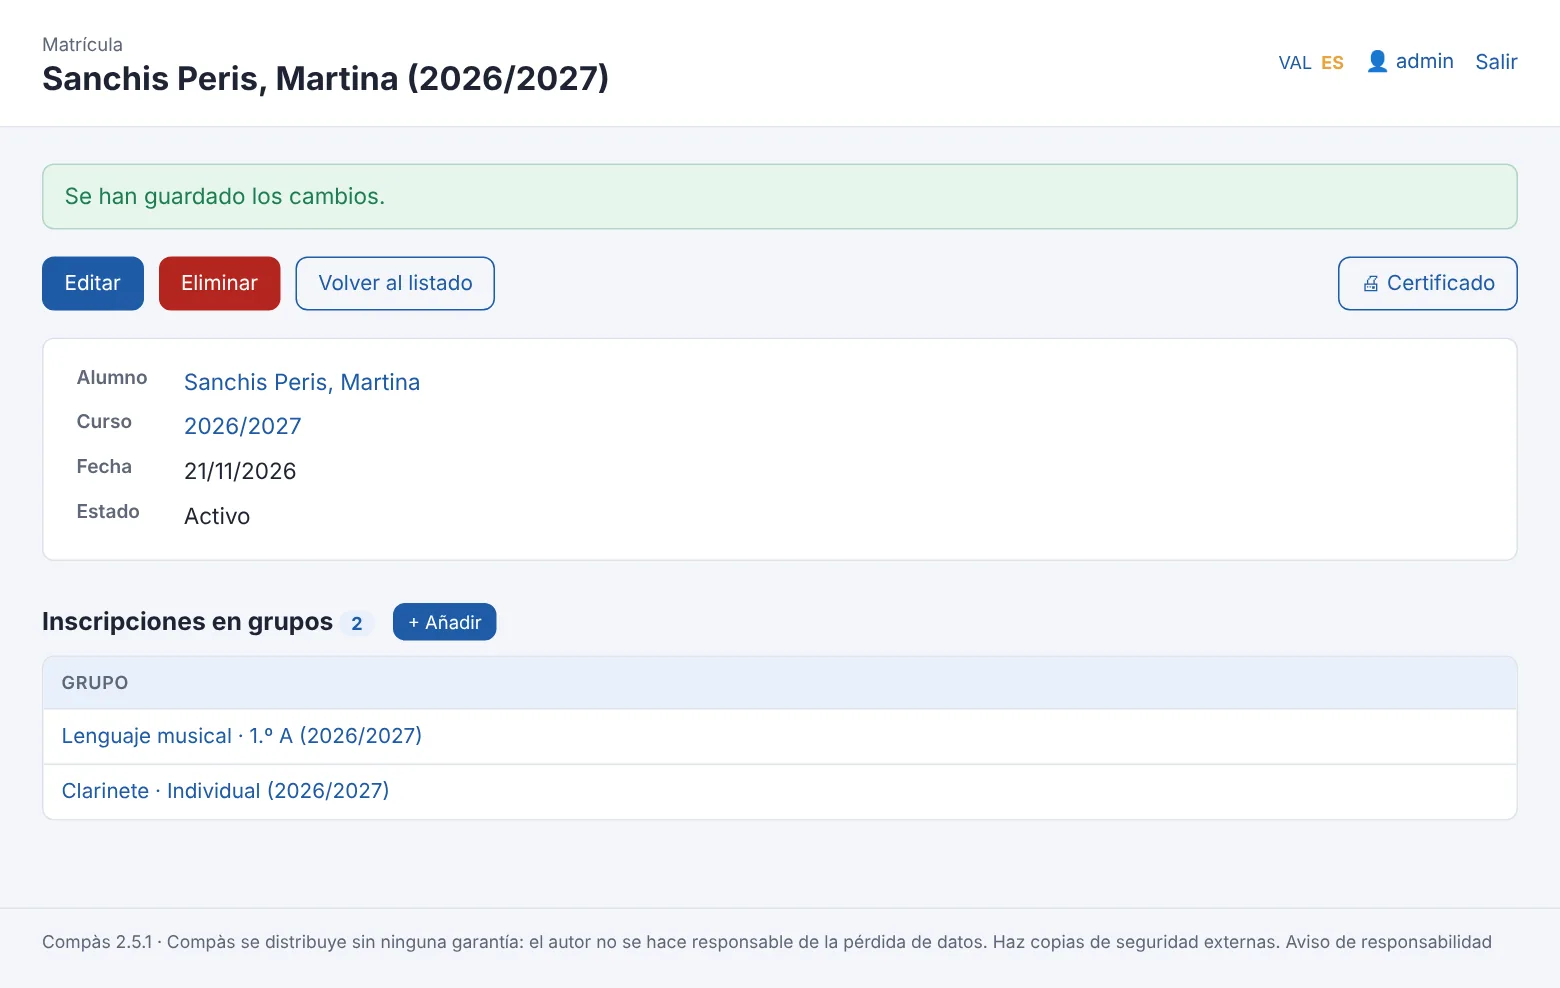 Matrícula
Sanchis Peris, Martina (2026/2027)
VAL ES 👤 admin Salir
Se han guardado los cambios.
Editar Eliminar Volver al listado 🖨 Certificado
Alumno Sanchis Peris, Martina
Curso 2026/2027
Fecha 21/11/2026
Estado Activo
Inscripciones en grupos 2 + Añadir
GRUPO
Lenguaje musical · 1.º A (2026/2027)
Clarinete · Individual (2026/2027)
Compàs 2.5.1 · Compàs se distribuye sin ninguna garantía: el autor no se hace responsable de la pérdida de datos. Haz copias de seguridad externas. Aviso de responsabilidad